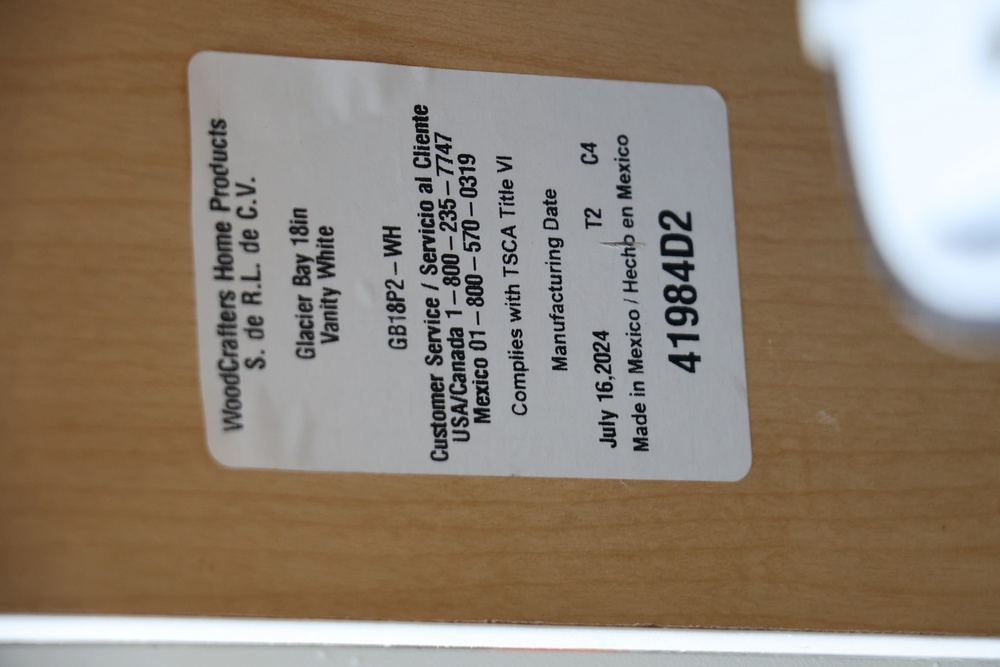 WoodCrafters Home Products
S. de R.L. de C.V.
Glacier Bay 18in
Vanity White
GB18P2-WH
Customer Service / Servicio al Cliente
USA/Canada 1-800-235-7747
Mexico 01-800-570-0319
Complies with TSCA Title VI
Manufacturing Date
July 16,2024 T2 C4
Made in Mexico / Hecho en Mexico
41984D2